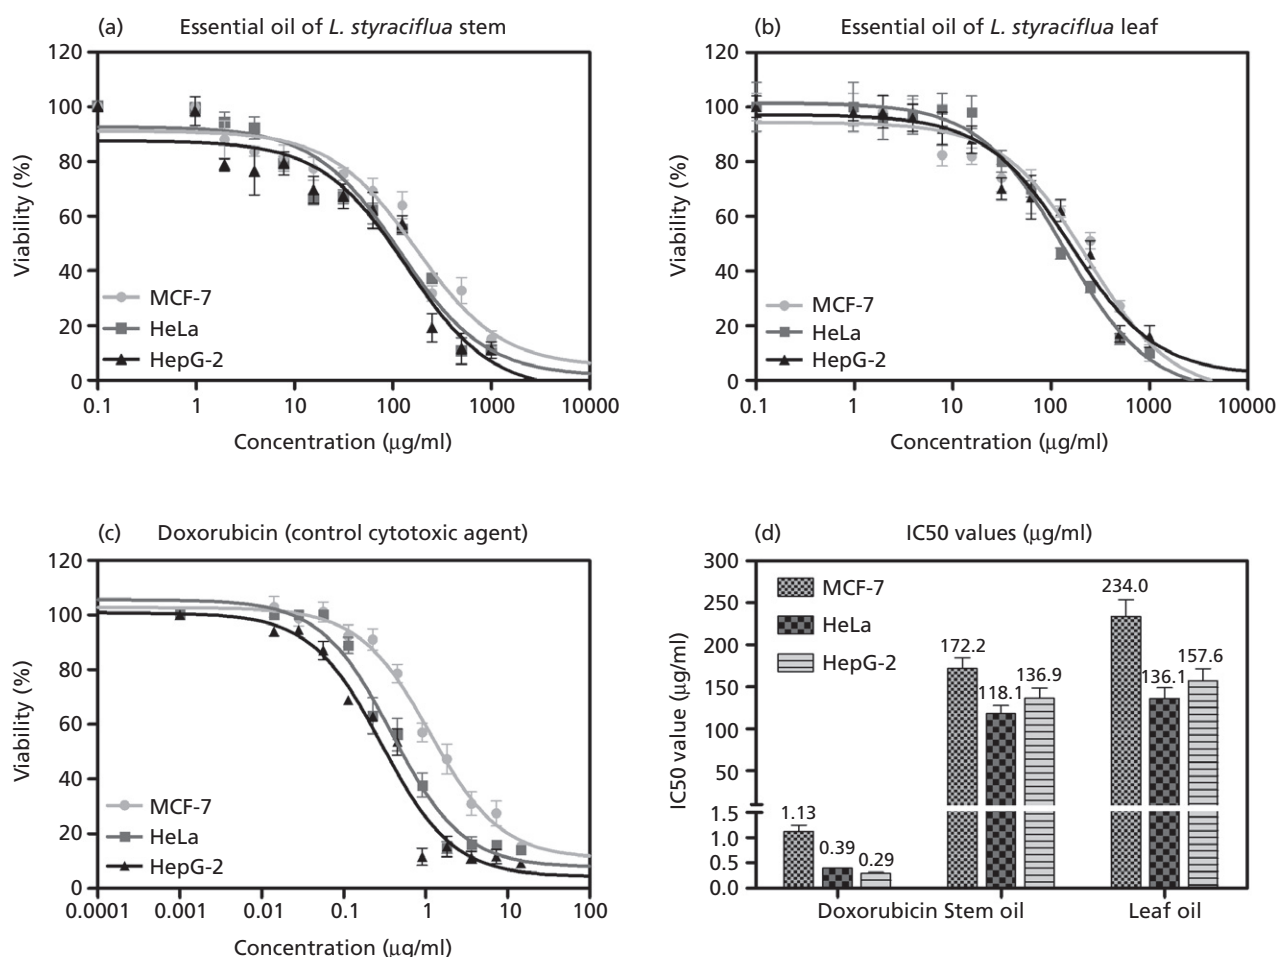 (a) Essential oil of L. styraciflua stem
120
100
80
60
40
20
0
Viability (%)
MCF-7
HeLa
HepG-2
0.1 1 10 100 1000 10000
Concentration (μg/ml)
(b) Essential oil of L. styraciflua leaf
120
100
80
60
40
20
0
Viability (%)
MCF-7
HeLa
HepG-2
0.1 1 10 100 1000 10000
Concentration (μg/ml)
(c) Doxorubicin (control cytotoxic agent)
120
100
80
60
40
20
0
Viability (%)
MCF-7
HeLa
HepG-2
0.0001 0.001 0.01 0.1 1 10 100
Concentration (μg/ml)
(d) IC50 values (μg/ml)
300
250
200
150
100
50
1.5
1.0
0.5
0.0
IC50 value (μg/ml)
MCF-7
HeLa
HepG-2
1.13
0.39
0.29
172.2
118.1
136.9
234.0
136.1
157.6
Doxorubicin Stem oil Leaf oil